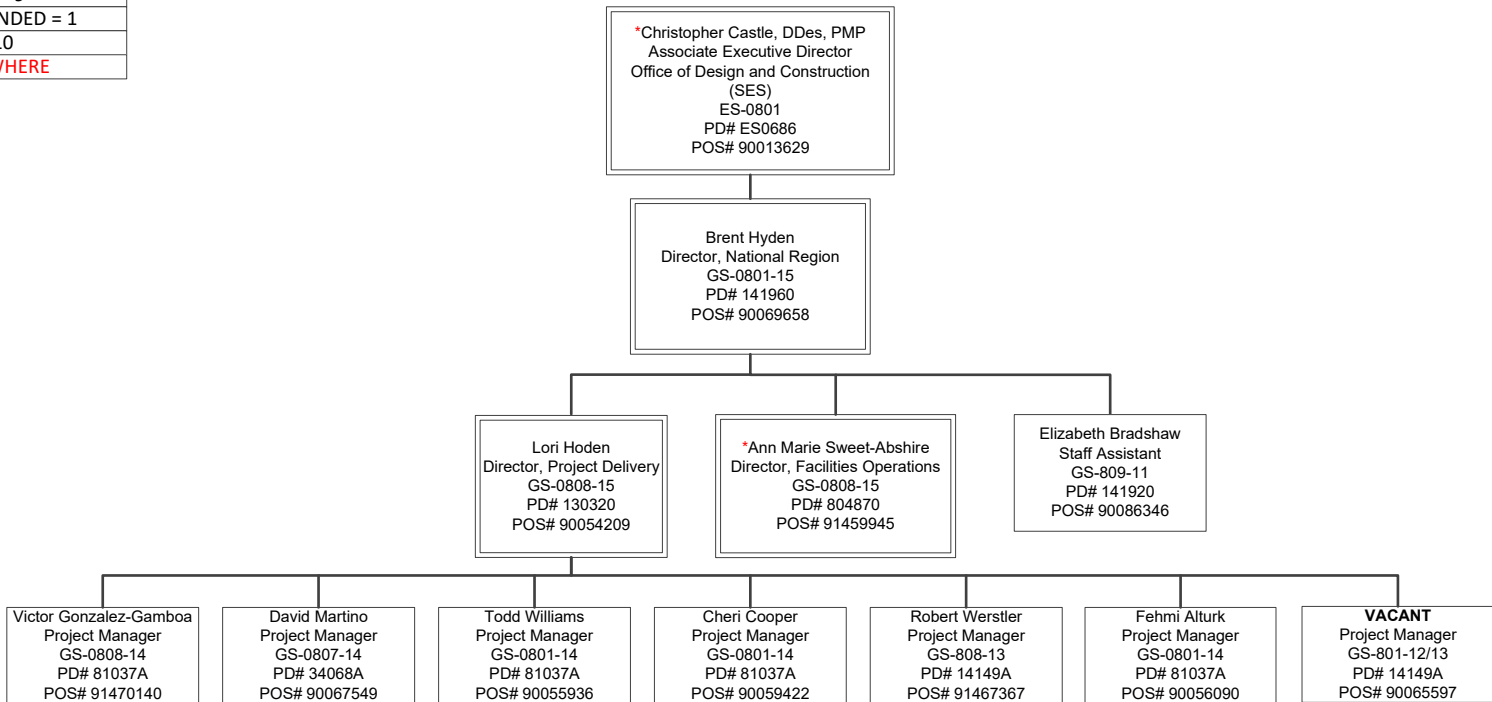 NDED = 1
*Christopher Castle, DDes, PMP
Associate Executive Director
Office of Design and Construction
(SES)
ES-0801
PD# ES0686
POS# 90013629
Brent Hyden
Director, National Region
GS-0801-15
PD# 141960
POS# 90069658
Lori Hoden
Director, Project Delivery
GS-0808-15
PD# 130320
POS# 90054209
*Ann Marie Sweet-Abshire
Director, Facilities Operations
GS-0808-15
PD# 804870
POS# 91459945
Elizabeth Bradshaw
Staff Assistant
GS-809-11
PD# 141920
POS# 90086346
Victor Gonzalez-Gamboa
Project Manager
GS-0808-14
PD# 81037A
POS# 91470140
David Martino
Project Manager
GS-0807-14
PD# 34068A
POS# 90067549
Todd Williams
Project Manager
GS-0801-14
PD# 81037A
POS# 90055936
Cheri Cooper
Project Manager
GS-0801-14
PD# 81037A
POS# 90059422
Robert Werstler
Project Manager
GS-808-13
PD# 14149A
POS# 91467367
Fehmi Alturk
Project Manager
GS-0801-14
PD# 81037A
POS# 90056090
VACANT
Project Manager
GS-801-12/13
PD# 14149A
POS# 90065597